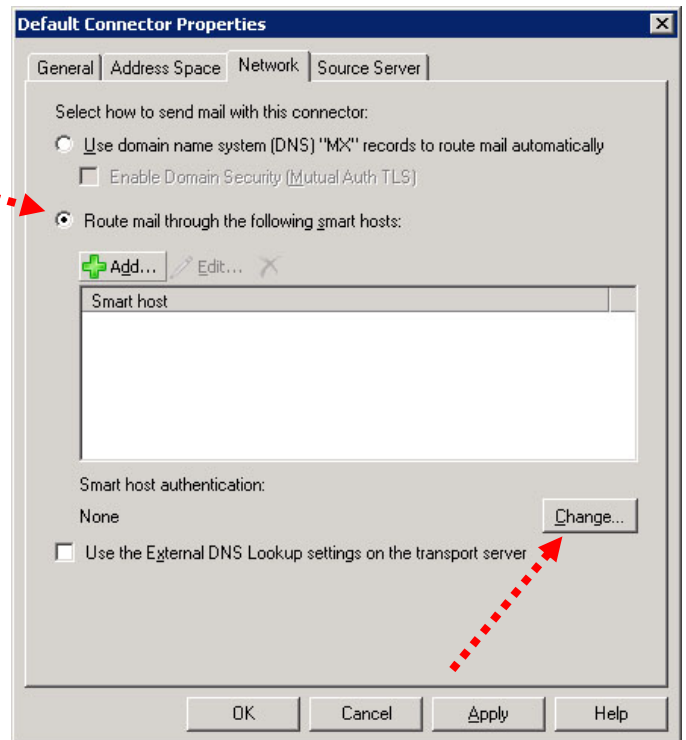 Default Connector Properties
General Address Space Network Source Server
Select how to send mail with this connector:
Use domain name system (DNS) "MX" records to route mail automatically
Enable Domain Security (Mutual Auth TLS)
Route mail through the following smart hosts:
Add... Edit...
Smart host
Smart host authentication:
None Change...
Use the External DNS Lookup settings on the transport server
OK Cancel Apply Help